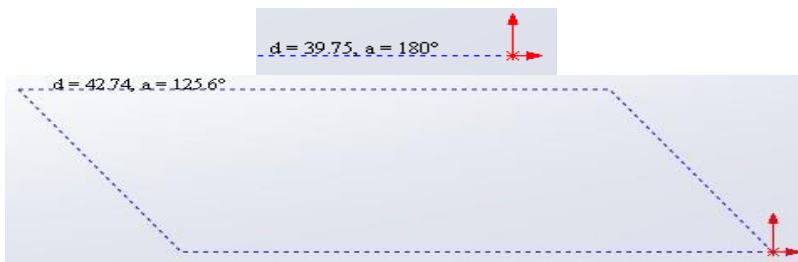 d = 39.75, a = 180°
d = 42.74, a = 125.6°